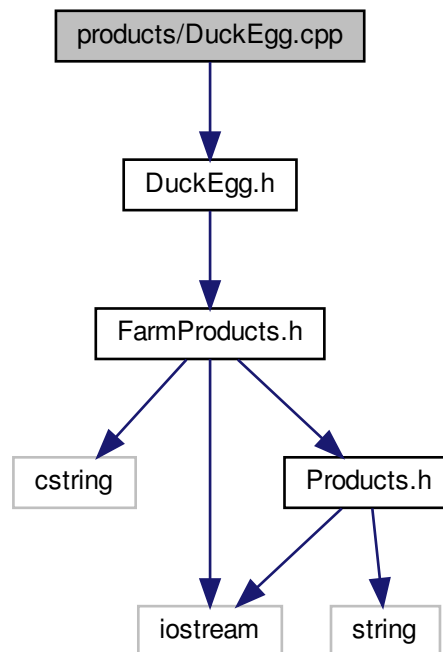 products/DuckEgg.cpp
DuckEgg.h
FarmProducts.h
cstring
Products.h
iostream
string